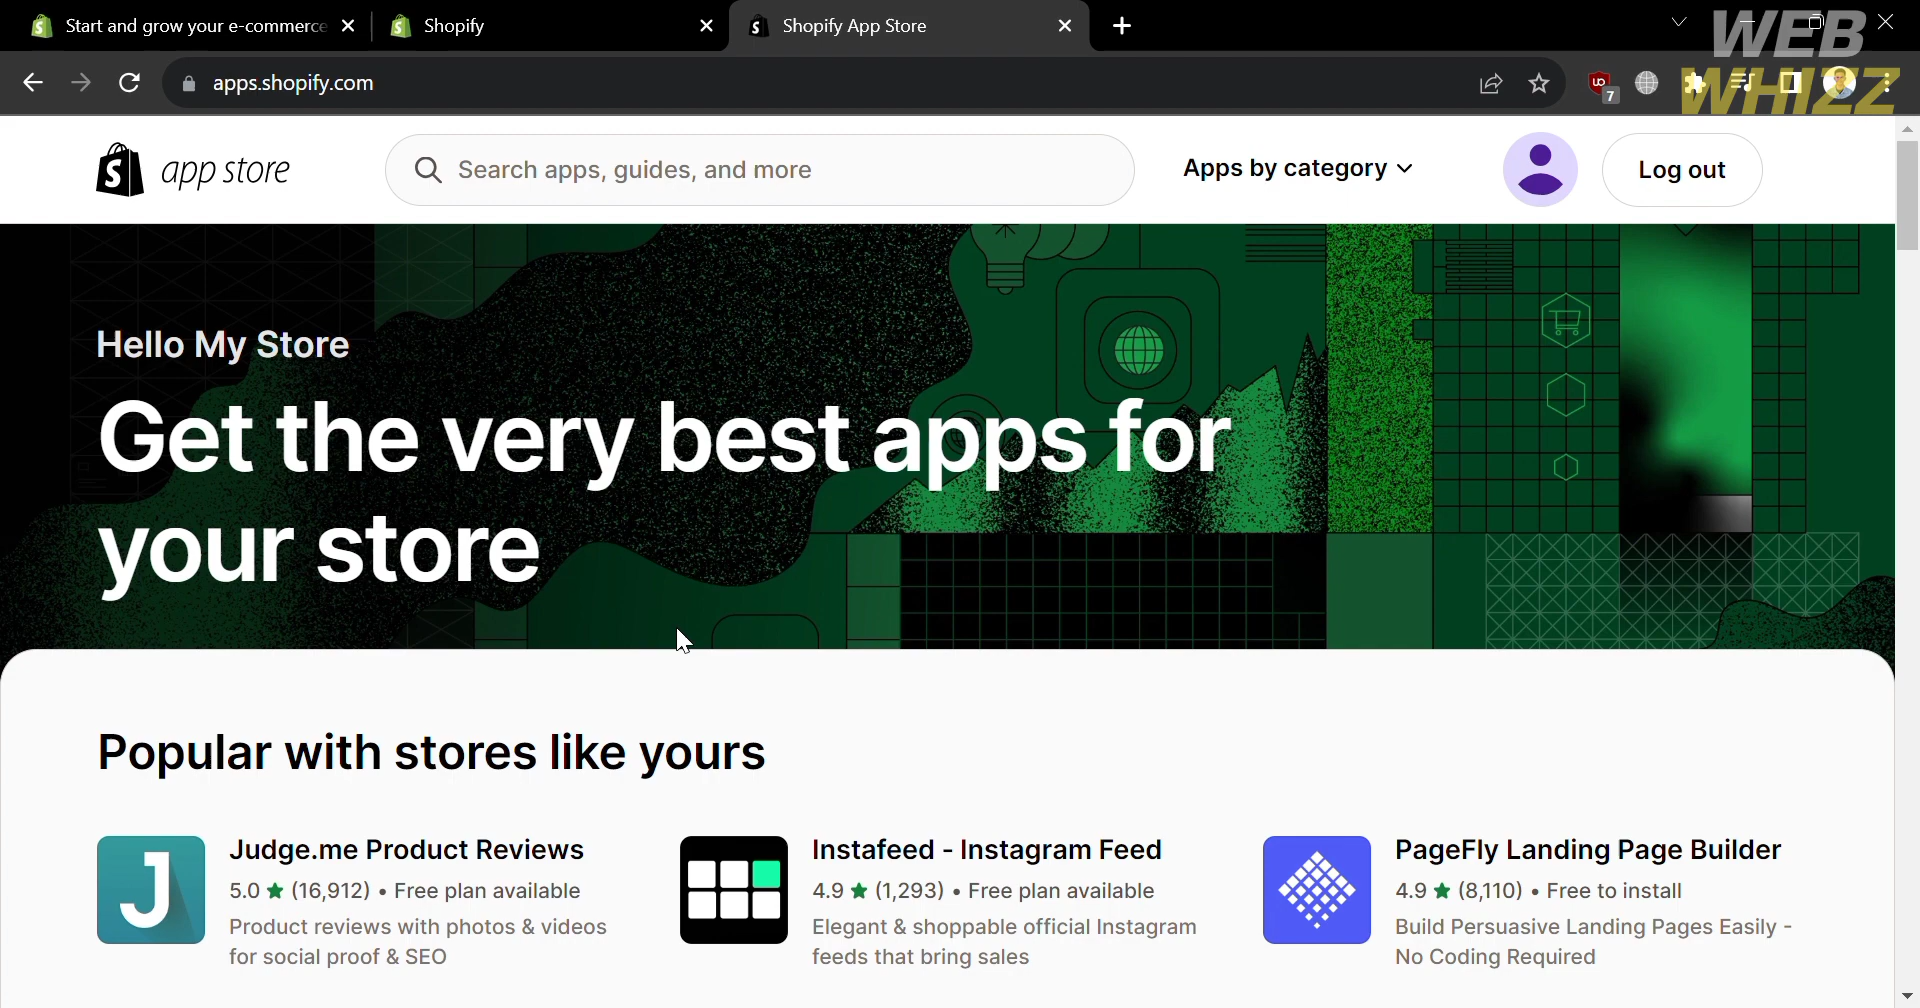 Start and grow your e-commerce
Shopify
Shopify App Store
WEB
WHIZZ
apps.shopify.com
7
app store
Search apps, guides, and more
Apps by category
Log out
Hello My Store
Get the very best apps for
your store
Popular with stores like yours
Judge.me Product Reviews
5.0 ★ (16,912) • Free plan available
Product reviews with photos & videos
for social proof & SEO
Instafeed - Instagram Feed
4.9 ★ (1,293) • Free plan available
Elegant & shoppable official Instagram
feeds that bring sales
PageFly Landing Page Builder
4.9 ★ (8,110) • Free to install
Build Persuasive Landing Pages Easily -
No Coding Required